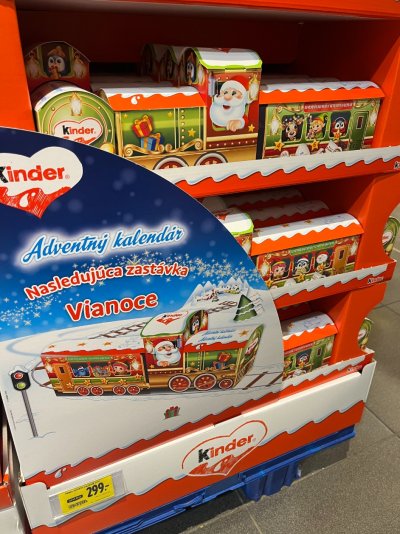 Kinder
Kinder
Adventný kalendár
Nasledujúca zastávka
Vianoce
Kinder
299.-